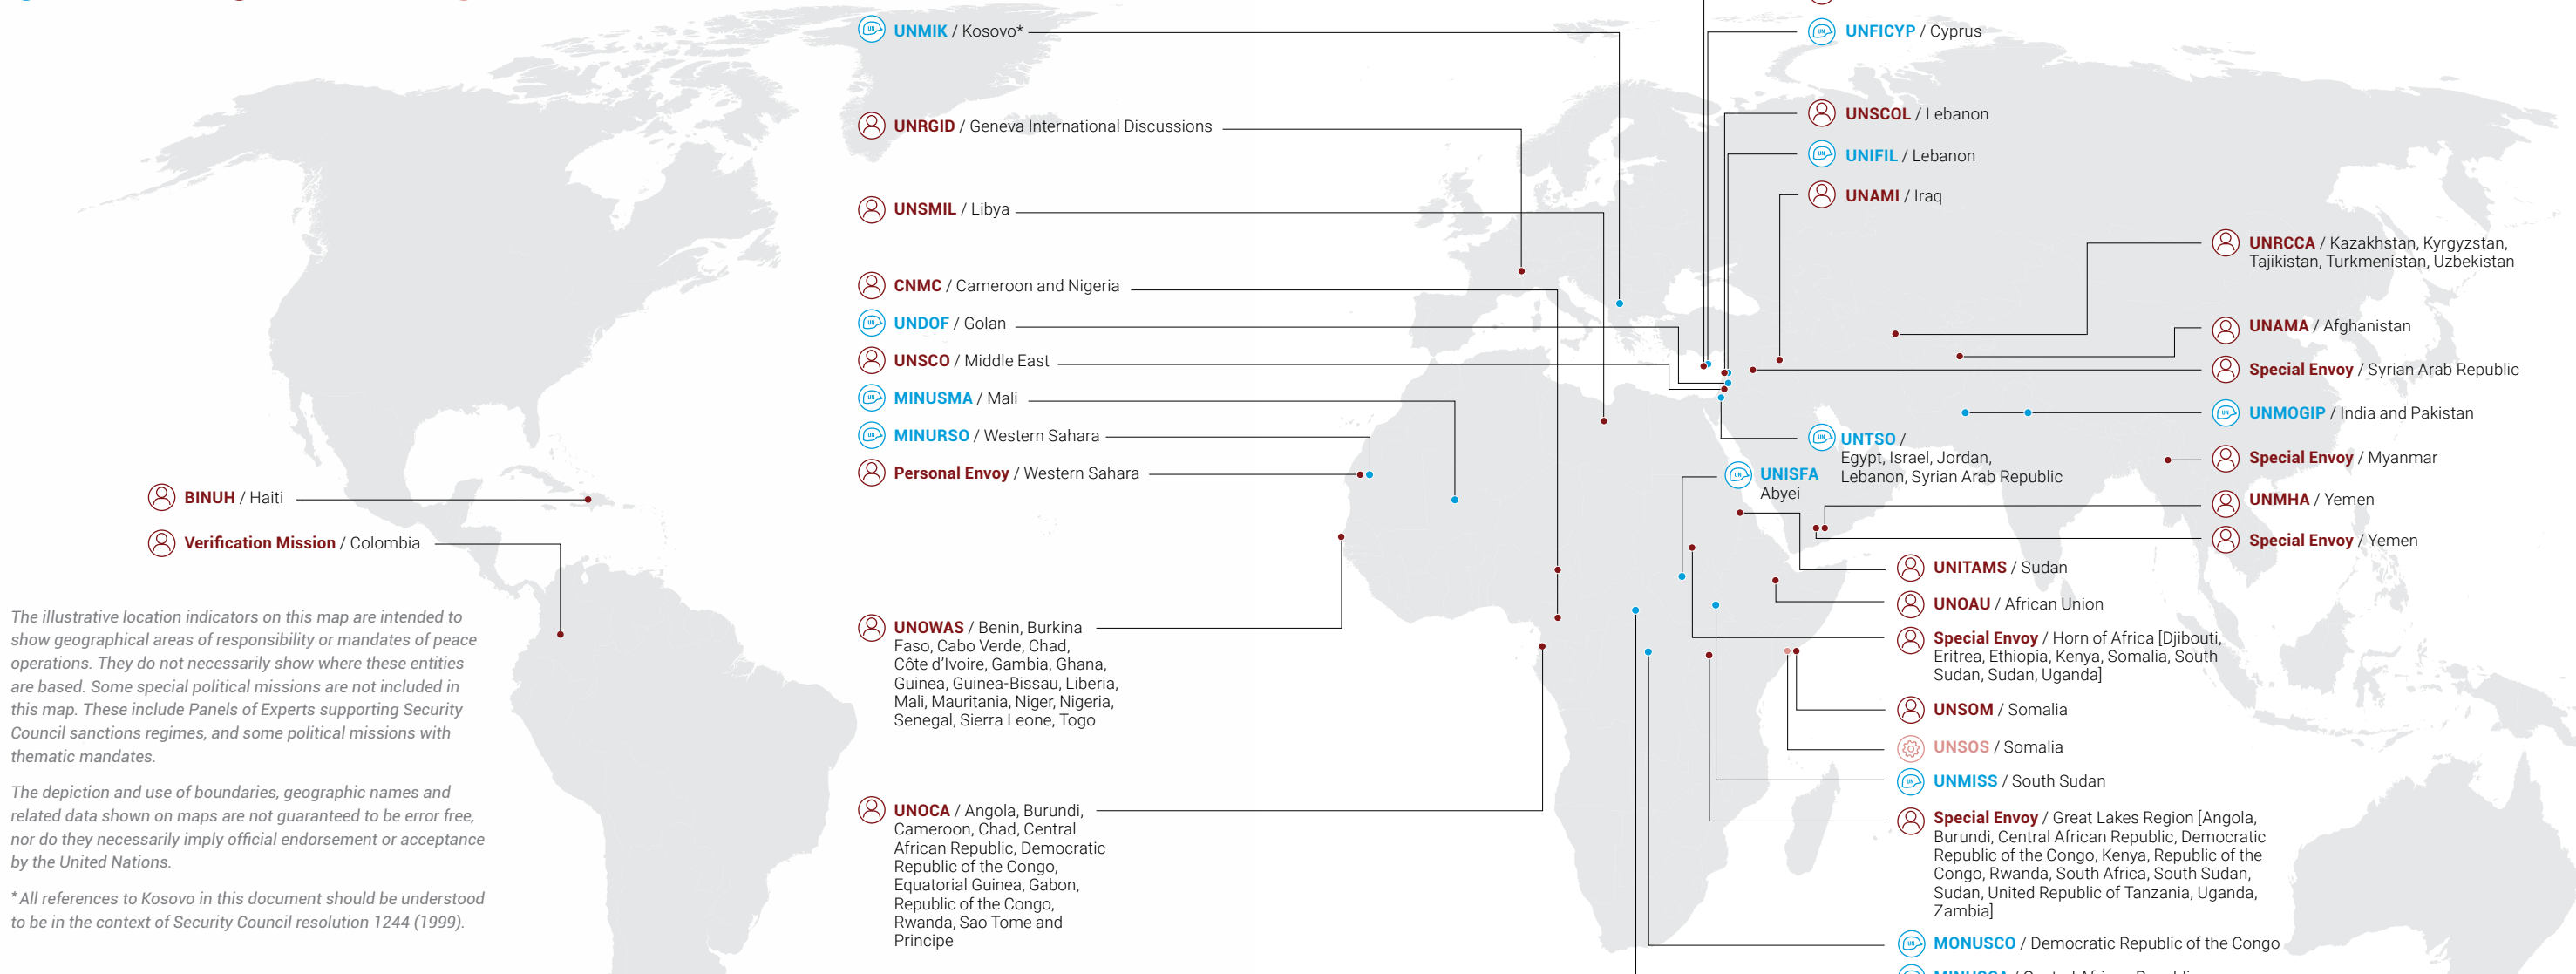 UNMIK / Kosovo*
UNRGID / Geneva International Discussions
UNSMIL / Libya
CNMC / Cameroon and Nigeria
UNDOF / Golan
UNSCO / Middle East
MINUSMA / Mali
MINURSO / Western Sahara
Personal Envoy / Western Sahara
BINUH / Haiti
Verification Mission / Colombia
The illustrative location indicators on this map are intended to
show geographical areas of responsibility or mandates of peace
operations. They do not necessarily show where these entities
are based. Some special political missions are not included in
this map. These include Panels of Experts supporting Security
Council sanctions regimes, and some political missions with
thematic mandates.
The depiction and use of boundaries, geographic names and
related data shown on maps are not guaranteed to be error free,
nor do they necessarily imply official endorsement or acceptance
by the United Nations.
* All references to Kosovo in this document should be understood
to be in the context of Security Council resolution 1244 (1999).
UNOWAS / Benin, Burkina
Faso, Cabo Verde, Chad,
Côte d'Ivoire, Gambia, Ghana,
Guinea, Guinea-Bissau, Liberia,
Mali, Mauritania, Niger, Nigeria,
Senegal, Sierra Leone, Togo
UNOCA / Angola, Burundi,
Cameroon, Chad, Central
African Republic, Democratic
Republic of the Congo,
Equatorial Guinea, Gabon,
Republic of the Congo,
Rwanda, Sao Tome and
Principe
UNFICYP / Cyprus
UNSCOL / Lebanon
UNIFIL / Lebanon
UNAMI / Iraq
UNRCCA / Kazakhstan, Kyrgyzstan,
Tajikistan, Turkmenistan, Uzbekistan
UNAMA / Afghanistan
Special Envoy / Syrian Arab Republic
UNMOGIP / India and Pakistan
UNTSO /
Egypt, Israel, Jordan,
Lebanon, Syrian Arab Republic
UNISFA
Abyei
Special Envoy / Myanmar
UNMHA / Yemen
Special Envoy / Yemen
UNITAMS / Sudan
UNOAU / African Union
Special Envoy / Horn of Africa [Djibouti,
Eritrea, Ethiopia, Kenya, Somalia, South
Sudan, Sudan, Uganda]
UNSOM / Somalia
UNSOS / Somalia
UNMISS / South Sudan
Special Envoy / Great Lakes Region [Angola,
Burundi, Central African Republic, Democratic
Republic of the Congo, Kenya, Republic of the
Congo, Rwanda, South Africa, South Sudan,
Sudan, United Republic of Tanzania, Uganda,
Zambia]
MONUSCO / Democratic Republic of the Congo